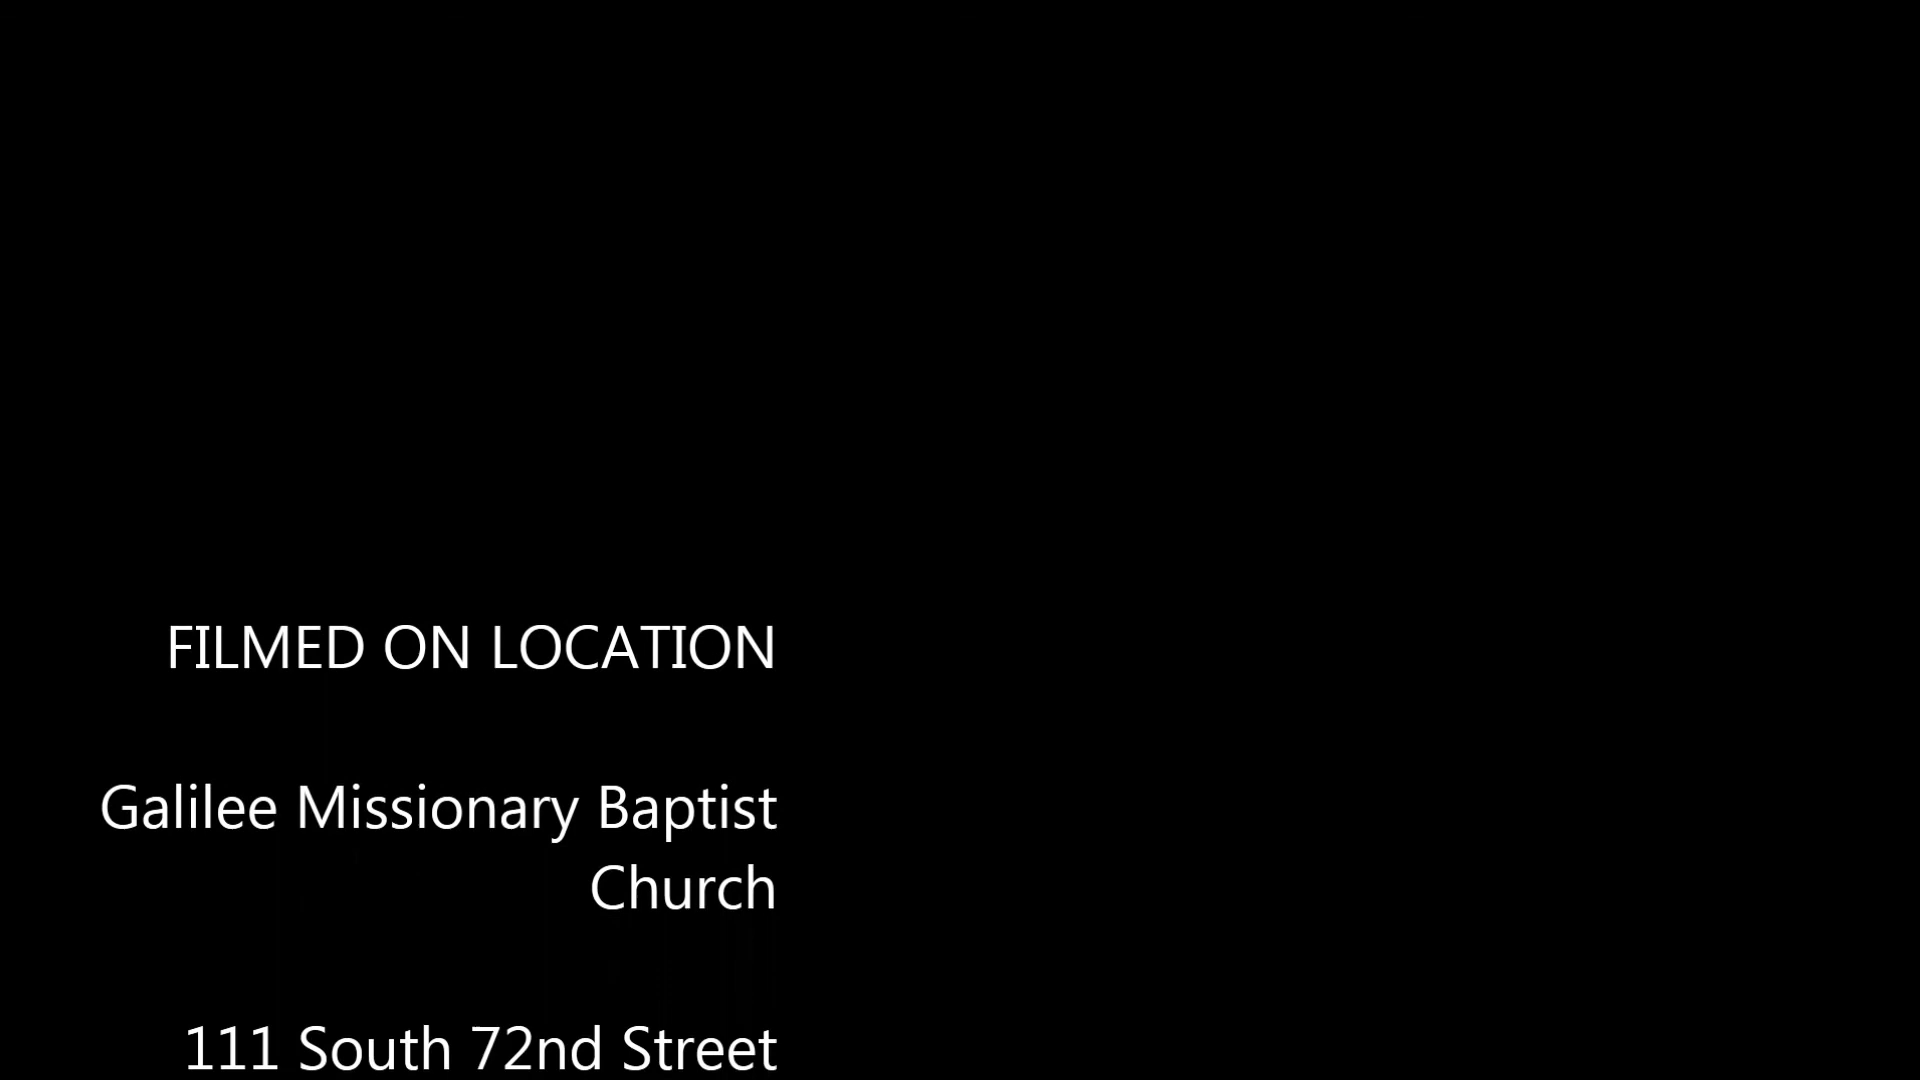 FILMED ON LOCATION
Galilee Missionary Baptist
Church
111 South 72nd Street